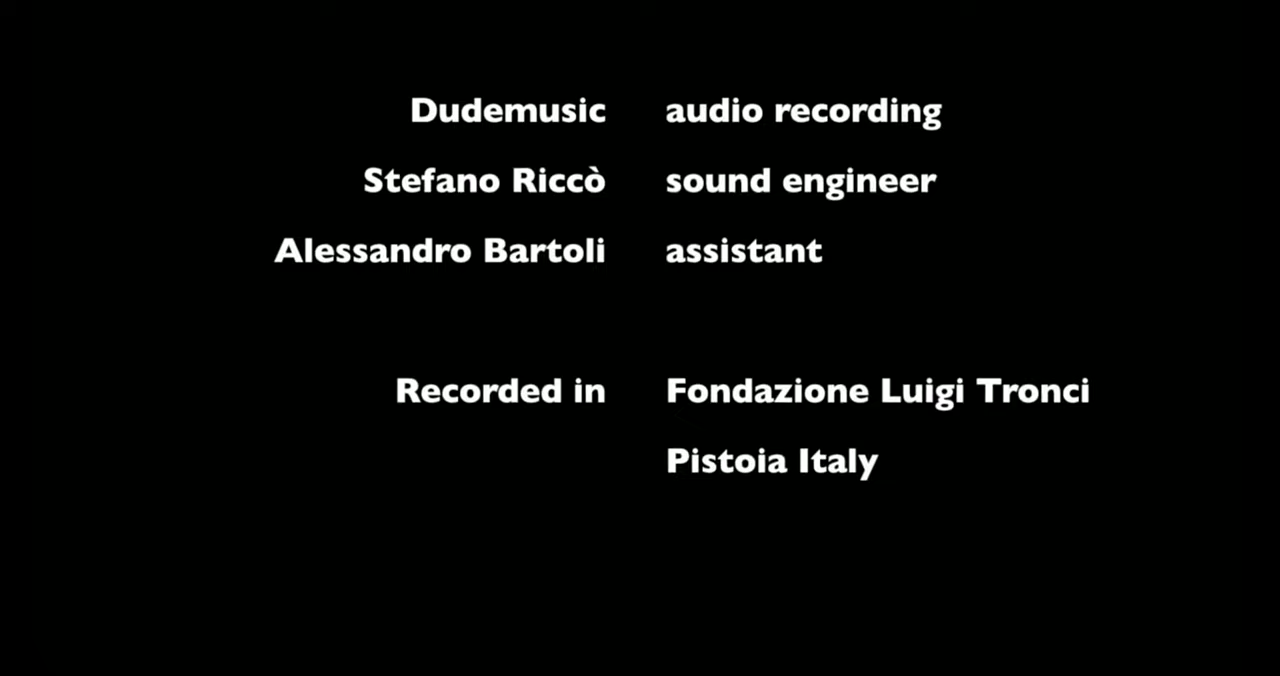 Dudemusic audio recording
Stefano Riccò sound engineer
Alessandro Bartoli assistant
Recorded in Fondazione Luigi Tronci
Pistoia Italy